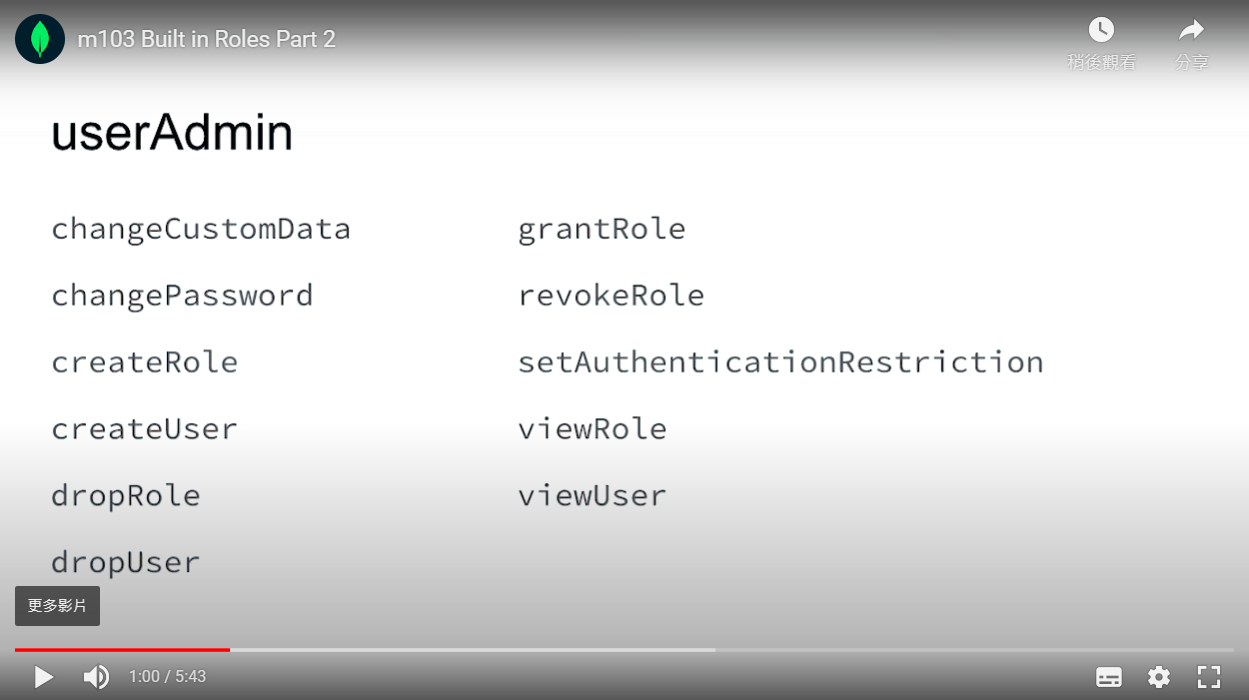 m103 Built in Roles Part 2
稍後觀看
分享
userAdmin
changeCustomData
changePassword
createRole
createUser
dropRole
dropUser
grantRole
revokeRole
setAuthenticationRestriction
viewRole
viewUser
更多影片
1:00 / 5:43